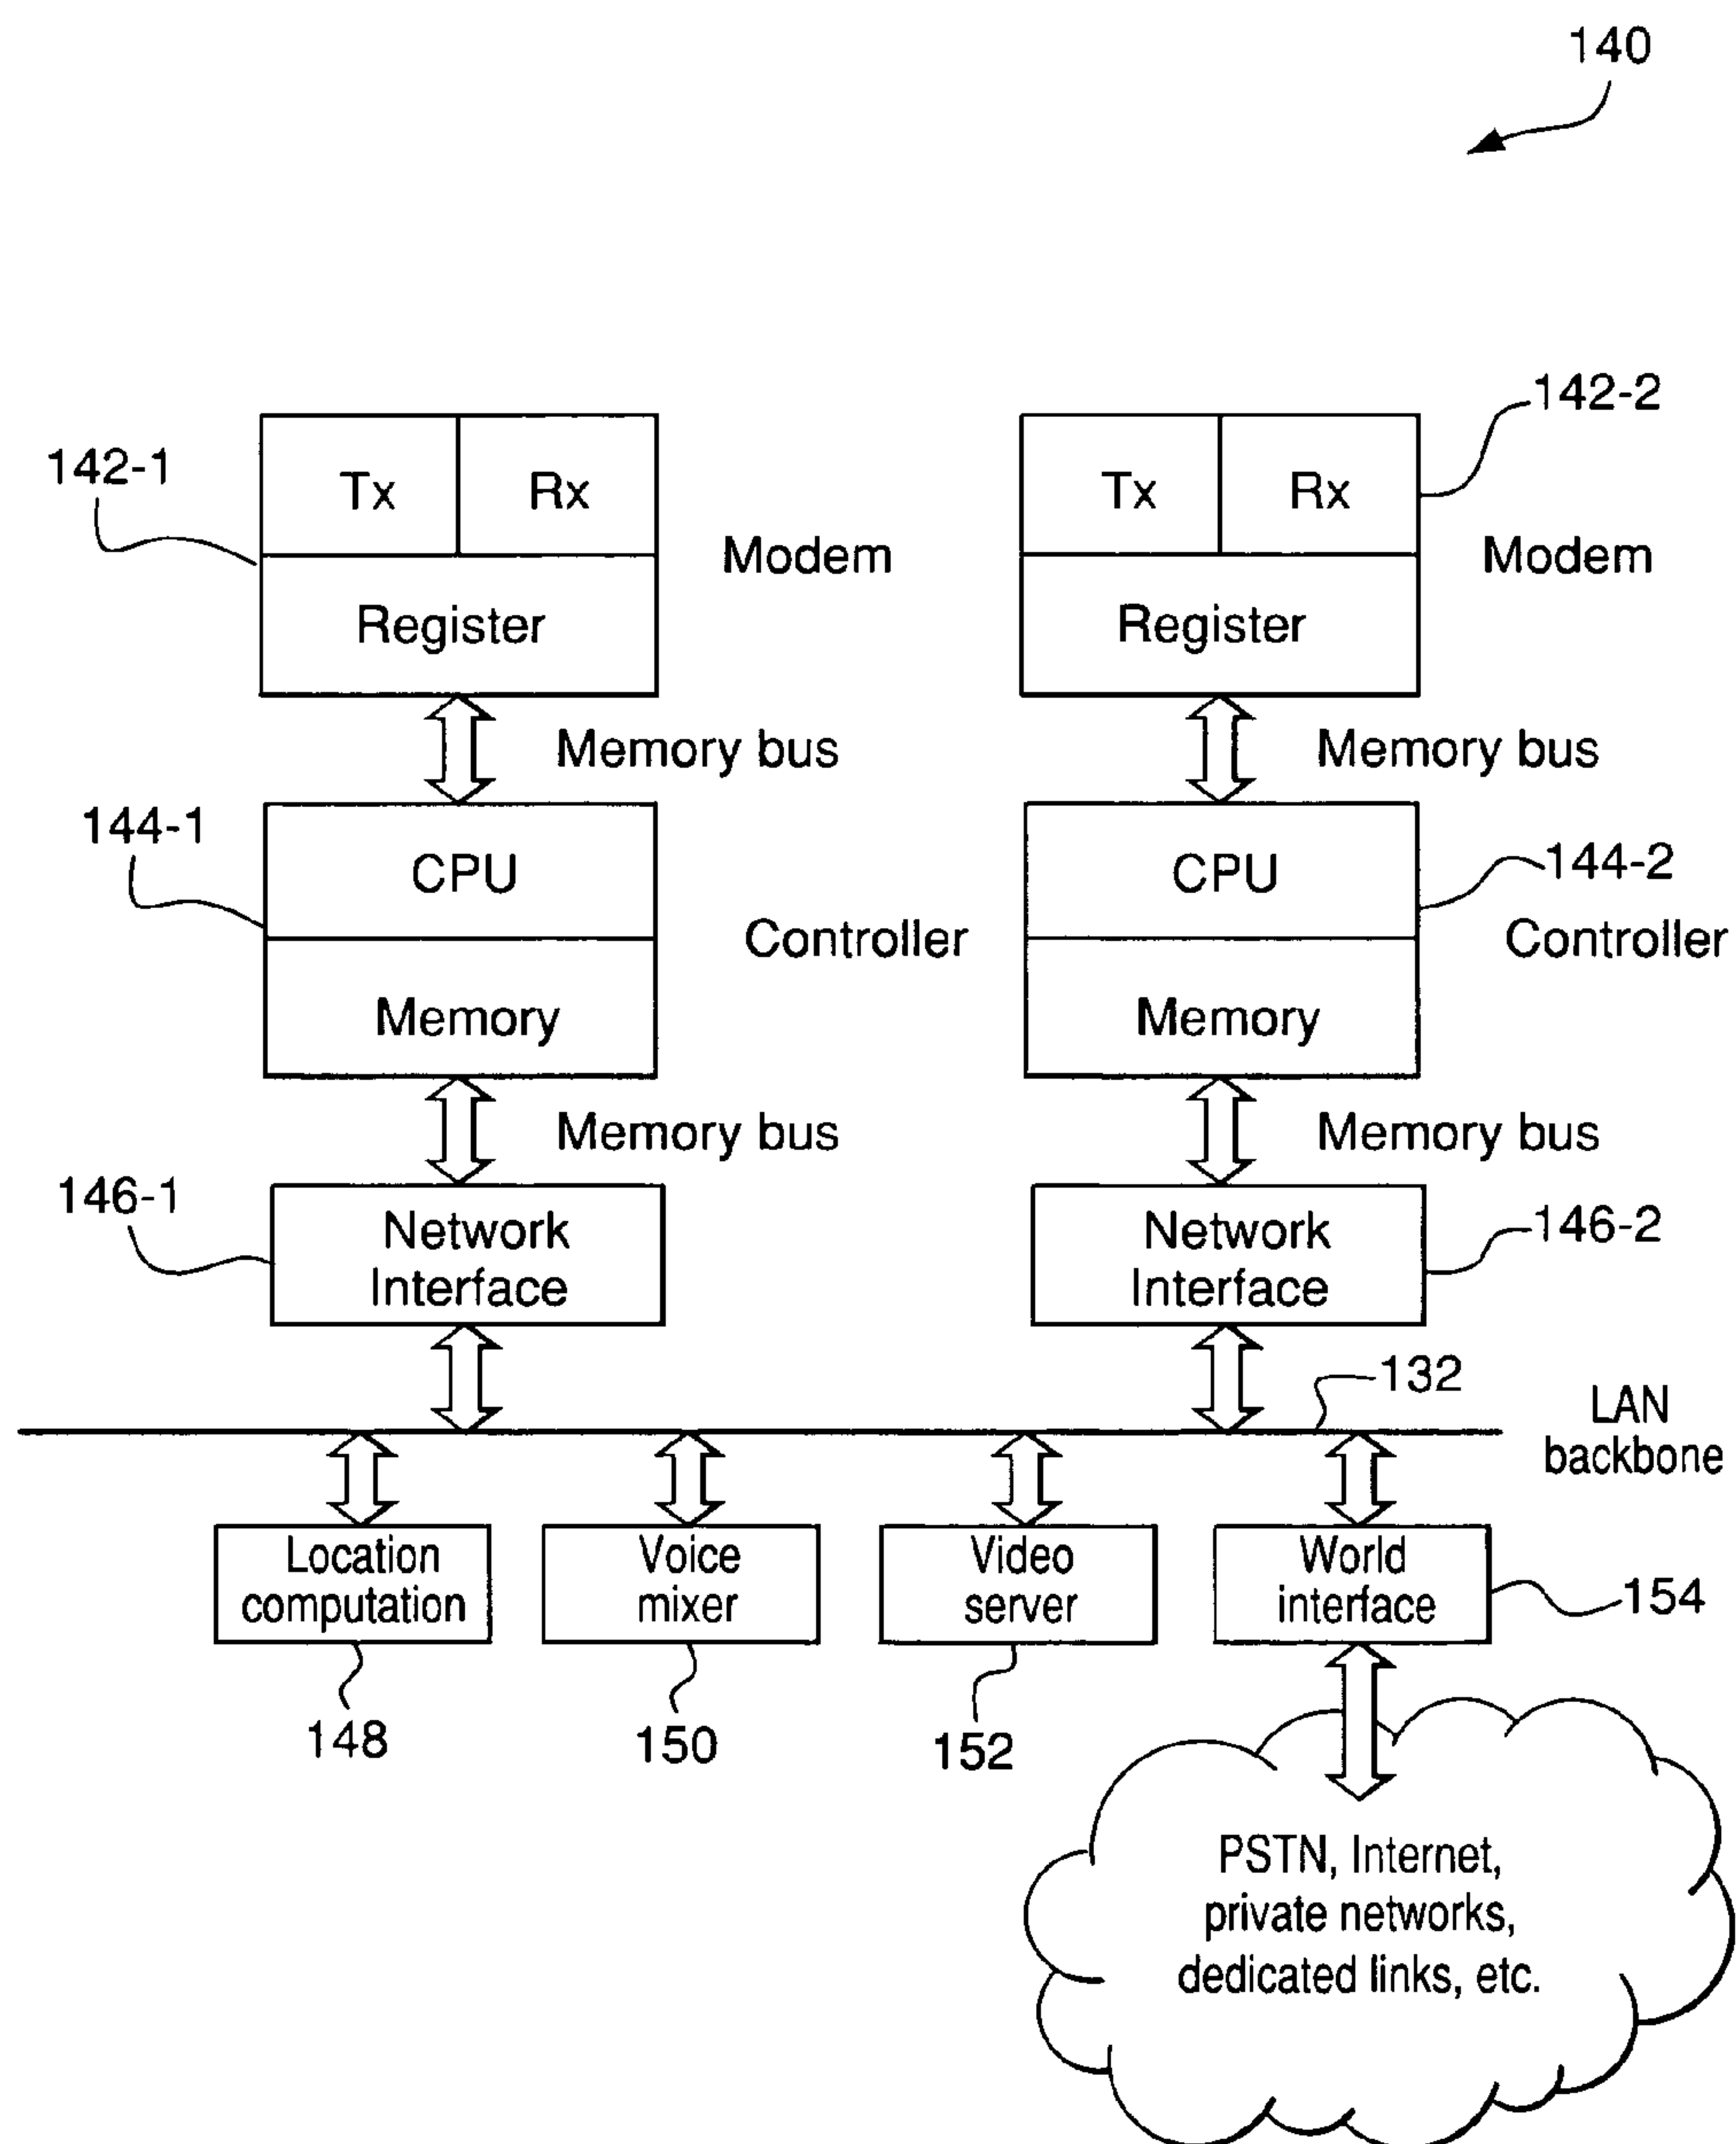 140
142-1
Tx
Rx
Modem
Register
142-2
Tx
Rx
Modem
Register
Memory bus
Memory bus
144-1
CPU
Controller
Memory
144-2
CPU
Controller
Memory
Memory bus
Memory bus
146-1
Network
Interface
146-2
Network
Interface
132
LAN
backbone
Location
computation
Voice
mixer
Video
server
World
interface
154
148
150
152
PSTN, Internet,
private networks,
dedicated links, etc.